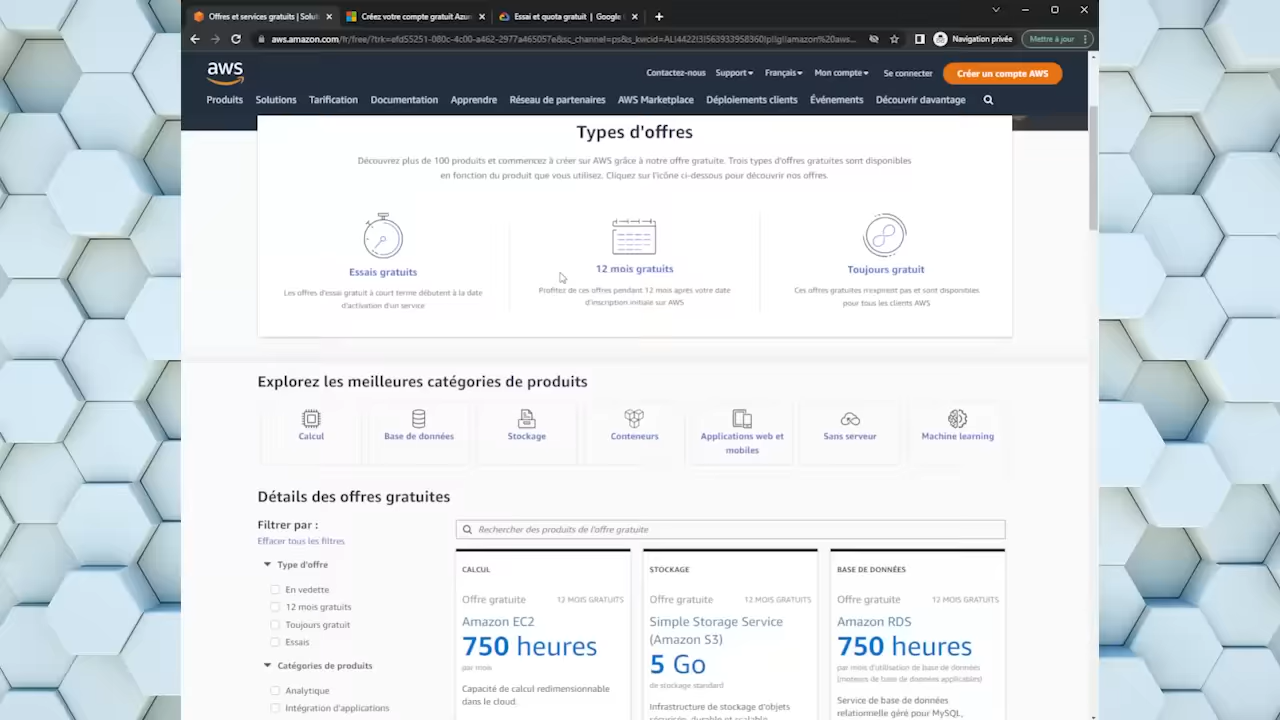 Offres et services gratuits | Soluti
Créez votre compte gratuit Azur
Essai et quota gratuit | Google
aws.amazon.com/fr/free/?trk=efd55251-080c-4c00-a462-2977a465057e&sc_channel=ps&s_kwcid=AL!4422!3!563933958360!p!!g!!amazon%20aws...
Navigation privée
Mettre à jour
aws
Contactez-nous
Support
Français
Mon compte
Se connecter
Créer un compte AWS
Produits
Solutions
Tarification
Documentation
Apprendre
Réseau de partenaires
AWS Marketplace
Déploiements clients
Événements
Découvrir davantage
Types d'offres
Découvrez plus de 100 produits et commencez à créer sur AWS grâce à notre offre gratuite. Trois types d'offres gratuites sont disponibles
en fonction du produit que vous utilisez. Cliquez sur l'icône ci-dessous pour découvrir nos offres.
Essais gratuits
Les offres d'essai gratuit à court terme débutent à la date
d'activation d'un service
12 mois gratuits
Profitez de ces offres pendant 12 mois après votre date
d'inscription initiale sur AWS
Toujours gratuit
Ces offres gratuites n'expirent pas et sont disponibles
pour tous les clients AWS
Explorez les meilleures catégories de produits
Calcul
Base de données
Stockage
Conteneurs
Applications web et
mobiles
Sans serveur
Machine learning
Détails des offres gratuites
Filtrer par :
Effacer tous les filtres
Type d'offre
En vedette
12 mois gratuits
Toujours gratuit
Essais
Catégories de produits
Analytique
Intégration d'applications
Rechercher des produits de l'offre gratuite
CALCUL
Offre gratuite
12 MOIS GRATUITS
Amazon EC2
750 heures
par mois
Capacité de calcul redimensionnable
dans le cloud.
STOCKAGE
Offre gratuite
12 MOIS GRATUITS
Simple Storage Service
(Amazon S3)
5 Go
de stockage standard
Infrastructure de stockage d'objets
sécurisée, durable et scalable
BASE DE DONNÉES
Offre gratuite
12 MOIS GRATUITS
Amazon RDS
750 heures
par mois d'utilisation de base de données
(moteurs de base de données applicables)
Service de base de données
relationnelle géré pour MySQL,